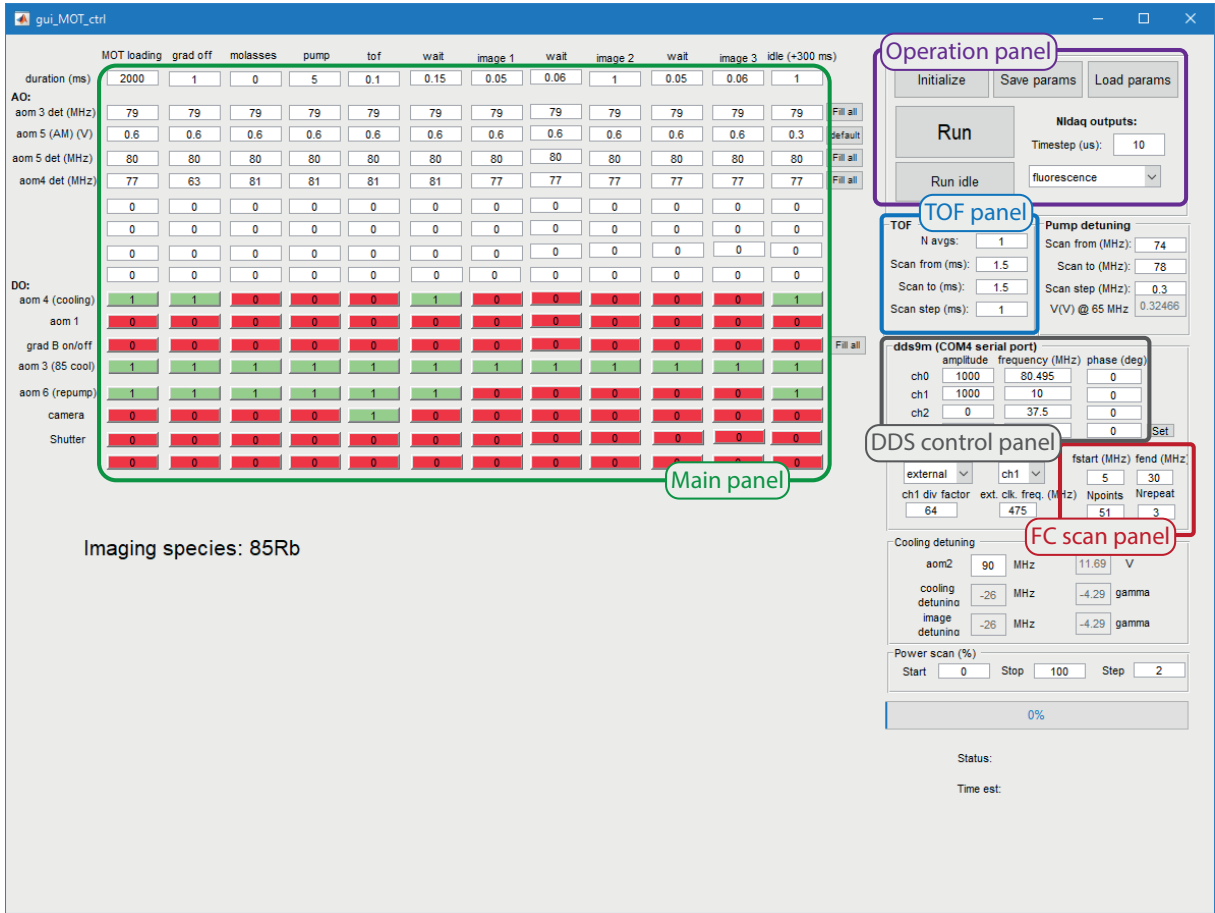 gui_MOT_ctrl
MOT loading grad off molasses pump tof wait image 1 wait image 2 wait image 3 idle (+300 ms)
duration (ms) 2000 1 0 5 0.1 0.15 0.05 0.06 1 0.05 0.06 1
AO:
aom 3 det (MHz) 79 79 79 79 79 79 79 79 79 79 79 79 Fill all
aom 5 (AM) (V) 0.6 0.6 0.6 0.6 0.6 0.6 0.6 0.6 0.6 0.6 0.6 0.3 default
aom 5 det (MHz) 80 80 80 80 80 80 80 80 80 80 80 80 Fill all
aom4 det (MHz) 77 63 81 81 81 81 77 77 77 77 77 77 Fill all
0 0 0 0 0 0 0 0 0 0 0 0
0 0 0 0 0 0 0 0 0 0 0 0
0 0 0 0 0 0 0 0 0 0 0 0
0 0 0 0 0 0 0 0 0 0 0 0
DO:
aom 4 (cooling) 1 1 0 0 0 1 0 0 0 0 0 1
aom 1 0 0 0 0 0 0 0 0 0 0 0 0
grad B on/off 0 0 0 0 0 0 0 0 0 0 0 0 Fill all
aom 3 (85 cool) 1 1 1 1 1 1 1 1 1 1 1 1
aom 6 (repump) 1 1 1 1 1 1 0 0 0 0 0 1
camera 0 0 0 0 1 0 0 0 0 0 0 0
Shutter 0 0 0 0 0 0 0 0 0 0 0 0
0 0 0 0 0 0 0 0 0 0 0 0
Main panel
Imaging species: 85Rb
Operation panel
Initialize Save params Load params
Run
NIdaq outputs:
Timestep (us): 10
Run idle
fluorescence
TOF panel
TOF
N avgs: 1
Scan from (ms): 1.5
Scan to (ms): 1.5
Scan step (ms): 1
Pump detuning
Scan from (MHz): 74
Scan to (MHz): 78
Scan step (MHz): 0.3
V(V) @ 65 MHz 0.32466
dds9m (COM4 serial port)
amplitude frequency (MHz) phase (deg)
ch0 1000 80.495 0
ch1 1000 10 0
ch2 0 37.5 0
0 Set
DDS control panel
external ch1
ch1 div factor ext. clk. freq. (MHz)
64 475
fstart (MHz) fend (MHz)
5 30
Npoints Nrepeat
51 3
FC scan panel
Cooling detuning
aom2 90 MHz 11.69 V
cooling detuning -26 MHz -4.29 gamma
image detuning -26 MHz -4.29 gamma
Power scan (%)
Start 0 Stop 100 Step 2
0%
Status:
Time est: